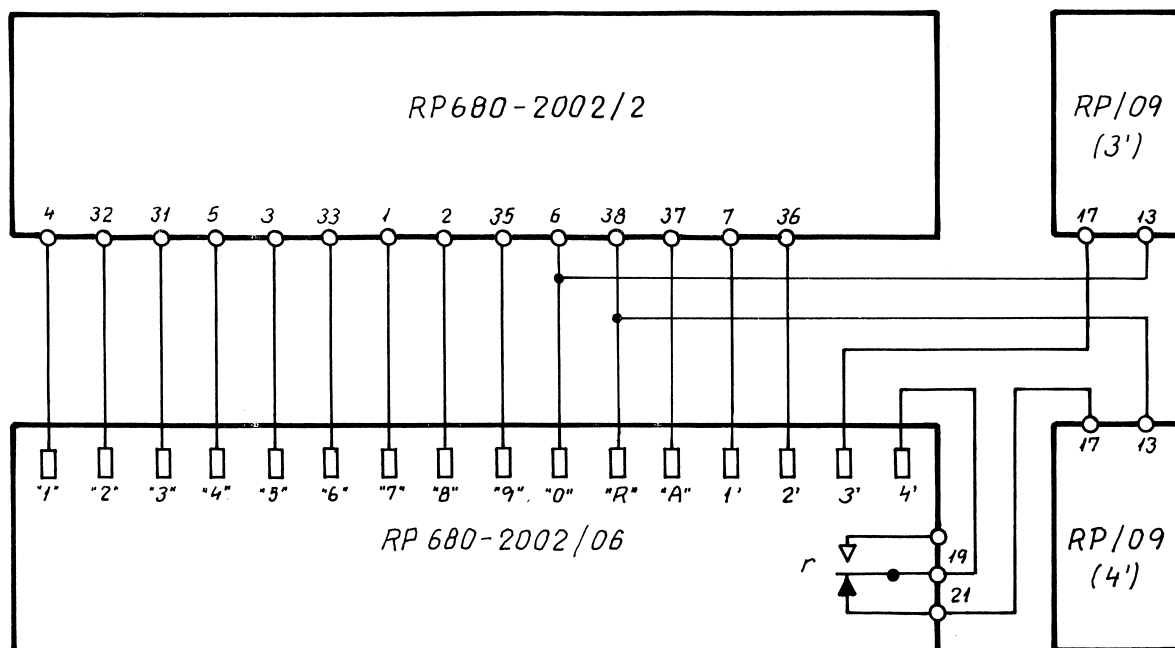 RP680-2002/2
RP/09
(3')
4 32 31 5 3 33 1 2 35 6 38 37 7 36
17 13
17 13
"1" "2" "3" "4" "5" "6" "7" "8" "9" "0" "R" "A" 1' 2' 3' 4'
RP 680-2002/06
r
19
21
RP/09
(4')